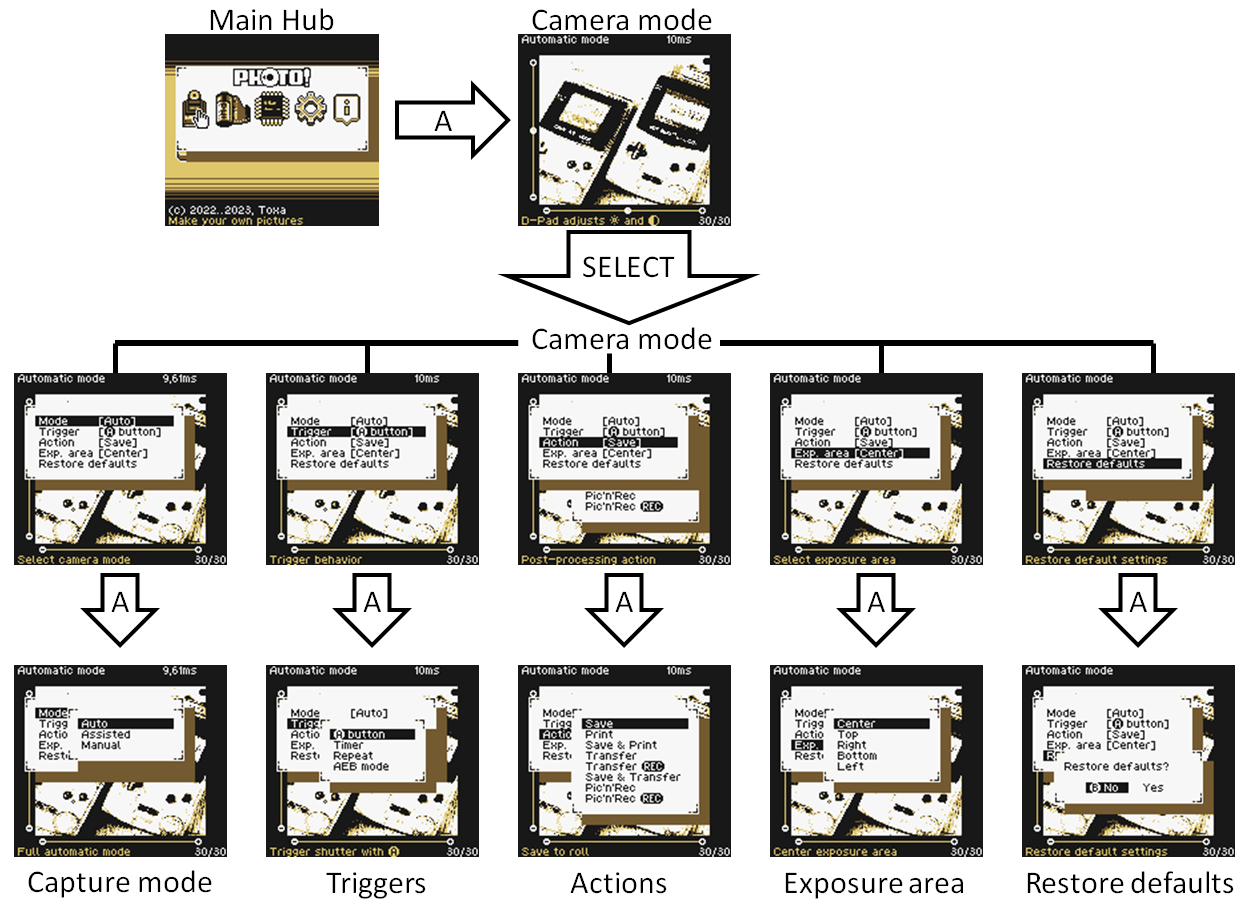 Main Hub
Camera mode
PHOTO!
(c) 2022..2023, Toxa
Make your own pictures
A
Automatic mode 10ms
D-Pad adjusts and
30/30
SELECT
Camera mode
Automatic mode 9,61ms
Mode [Auto]
Trigger [A button]
Action [Save]
Exp. area [Center]
Restore defaults
Select camera mode 30/30
Automatic mode 10ms
Mode [Auto]
Trigger [A button]
Action [Save]
Exp. area [Center]
Restore defaults
Trigger behavior 30/30
Automatic mode 10ms
Mode [Auto]
Trigger [A button]
Action [Save]
Exp. area [Center]
Restore defaults
Pic'n'Rec
Pic'n'Rec REC
Post-processing action 30/30
Automatic mode 10ms
Mode [Auto]
Trigger [A button]
Action [Save]
Exp. area [Center]
Restore defaults
Select exposure area 30/30
Automatic mode
Mode [Auto]
Trigger [A button]
Action [Save]
Exp. area [Center]
Restore defaults
Restore default settings 30/30
A
A
A
A
A
Automatic mode 9,61ms
Mode
Trigg
Actio
Exp.
Resto
Auto
Assisted
Manual
Full automatic mode 30/30
Automatic mode 10ms
Mode [Auto]
Trigg
Actio
Exp.
Resto
A button
Timer
Repeat
AEB mode
Trigger shutter with A 30/30
Automatic mode 10ms
Mode
Trigg
Actio
Exp.
Resto
Save
Print
Save & Print
Transfer
Transfer REC
Save & Transfer
Pic'n'Rec
Pic'n'Rec REC
Save to roll 30/30
Automatic mode 10ms
Mode
Trigg
Actio
Exp.
Resto
Center
Top
Right
Bottom
Left
Center exposure area 30/30
Automatic mode
Mode [Auto]
Trigger [A button]
Action [Save]
Exp. area [Center]
R
Restore defaults?
B No Yes
Restore default settings 30/30
Capture mode
Triggers
Actions
Exposure area
Restore defaults